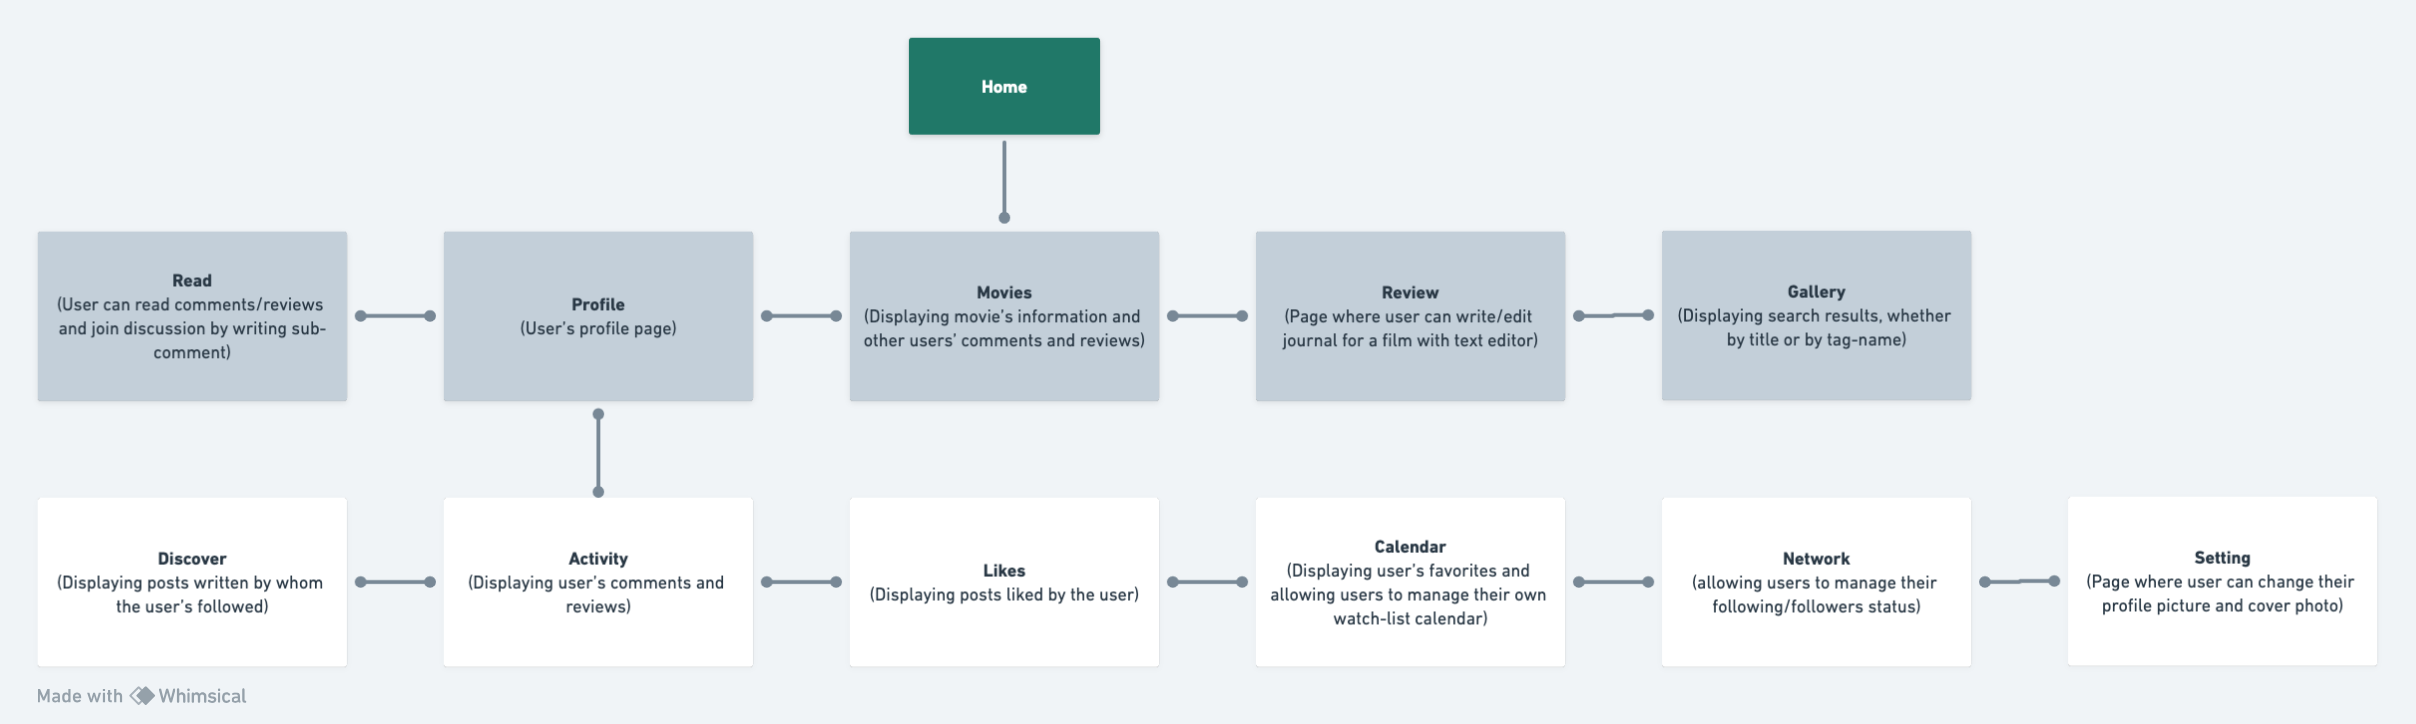 Home
Read
(User can read comments/reviews
and join discussion by writing sub-
comment)
Profile
(User's profile page)
Movies
(Displaying movie's information and
other users' comments and reviews)
Review
(Page where user can write/edit
journal for a film with text editor)
Gallery
(Displaying search results, whether
by title or by tag-name)
Discover
(Displaying posts written by whom
the user's followed)
Activity
(Displaying user's comments and
reviews)
Likes
(Displaying posts liked by the user)
Calendar
(Displaying user's favorites and
allowing users to manage their own
watch-list calendar)
Network
(allowing users to manage their
following/followers status)
Setting
(Page where user can change their
profile picture and cover photo)
Made with Whimsical